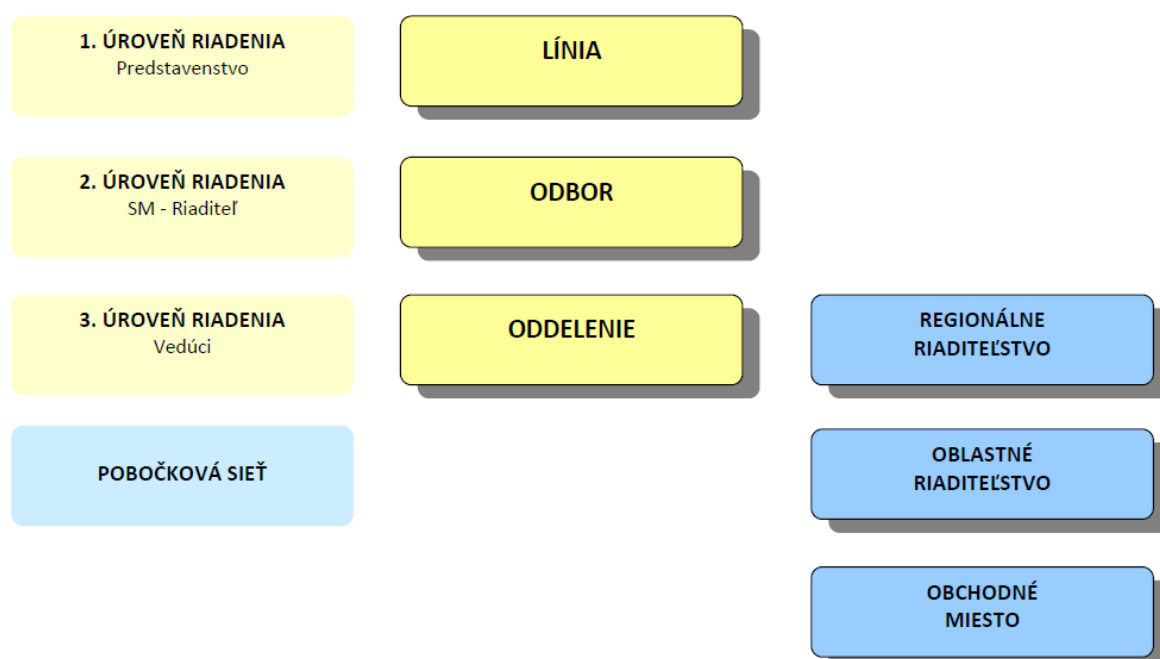 1. ÚROVEŇ RIADENIA
Predstavenstvo
LÍNIA
2. ÚROVEŇ RIADENIA
SM - Riaditeľ
ODBOR
3. ÚROVEŇ RIADENIA
Vedúci
ODDELENIE
REGIONÁLNE
RIADITEĽSTVO
POBOČKOVÁ SIEŤ
OBLASTNÉ
RIADITEĽSTVO
OBCHODNÉ
MIESTO